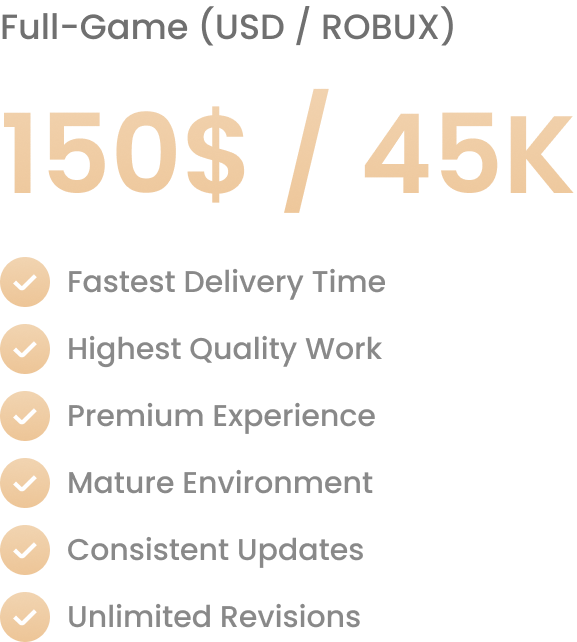 Full-Game (USD / ROBUX)
150$ / 45K
Fastest Delivery Time
Highest Quality Work
Premium Experience
Mature Environment
Consistent Updates
Unlimited Revisions